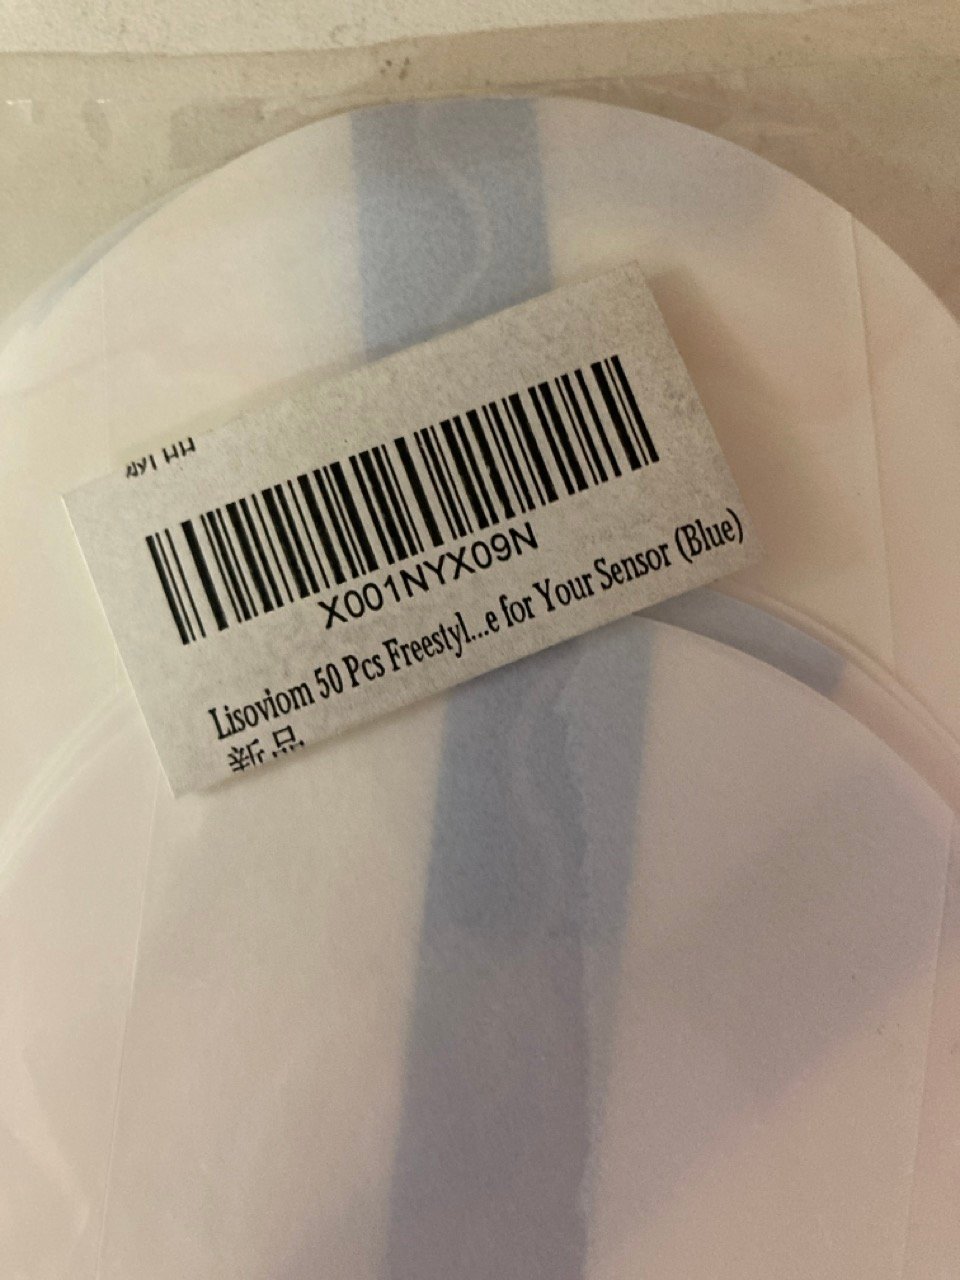 X001NYX09N
Lisoviom 50 Pcs Freestyl...e for Your Sensor (Blue)
新品